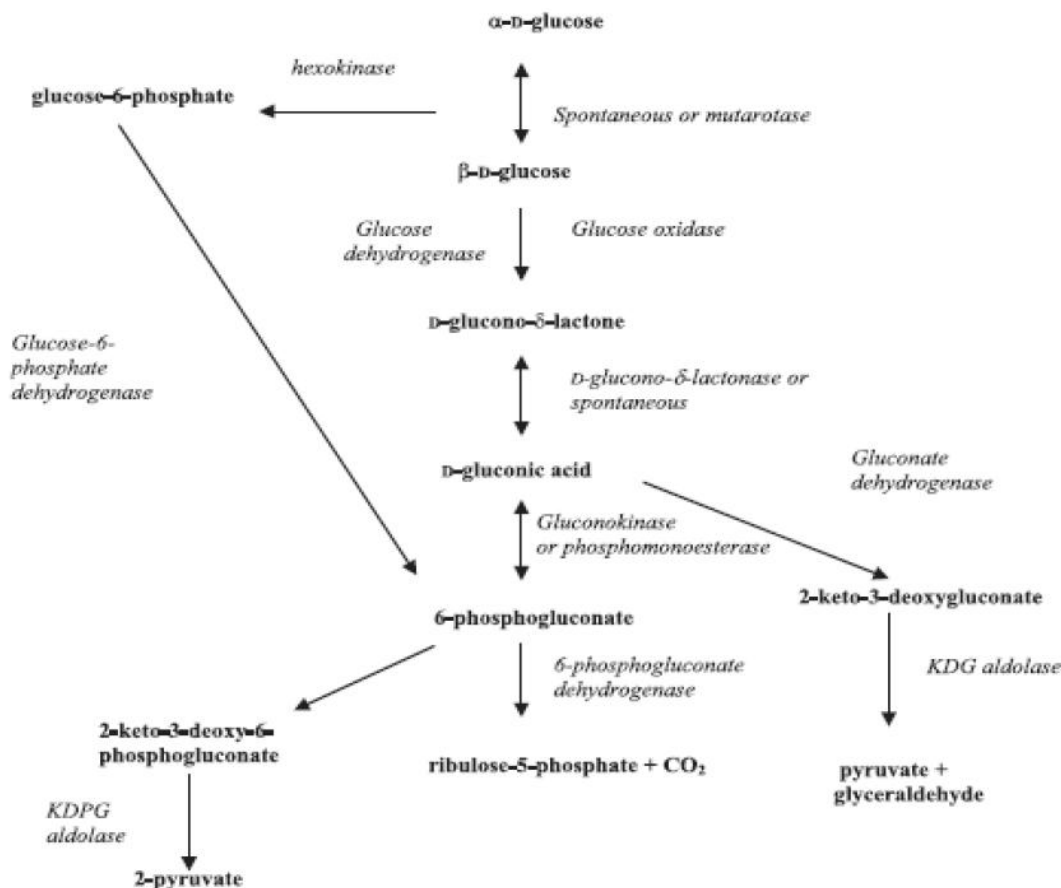 α-D-glucose
hexokinase
glucose-6-phosphate
Spontaneous or mutarotase
β-D-glucose
Glucose
dehydrogenase
Glucose oxidase
D-glucono-δ-lactone
Glucose-6-
phosphate
dehydrogenase
D-glucono-δ-lactonase or
spontaneous
D-gluconic acid
Gluconate
dehydrogenase
Gluconokinase
or phosphomonoesterase
2-keto-3-deoxygluconate
6-phosphogluconate
6-phosphogluconate
dehydrogenase
KDG aldolase
2-keto-3-deoxy-6-
phosphogluconate
ribulose-5-phosphate + CO₂
pyruvate +
glyceraldehyde
KDPG
aldolase
2-pyruvate